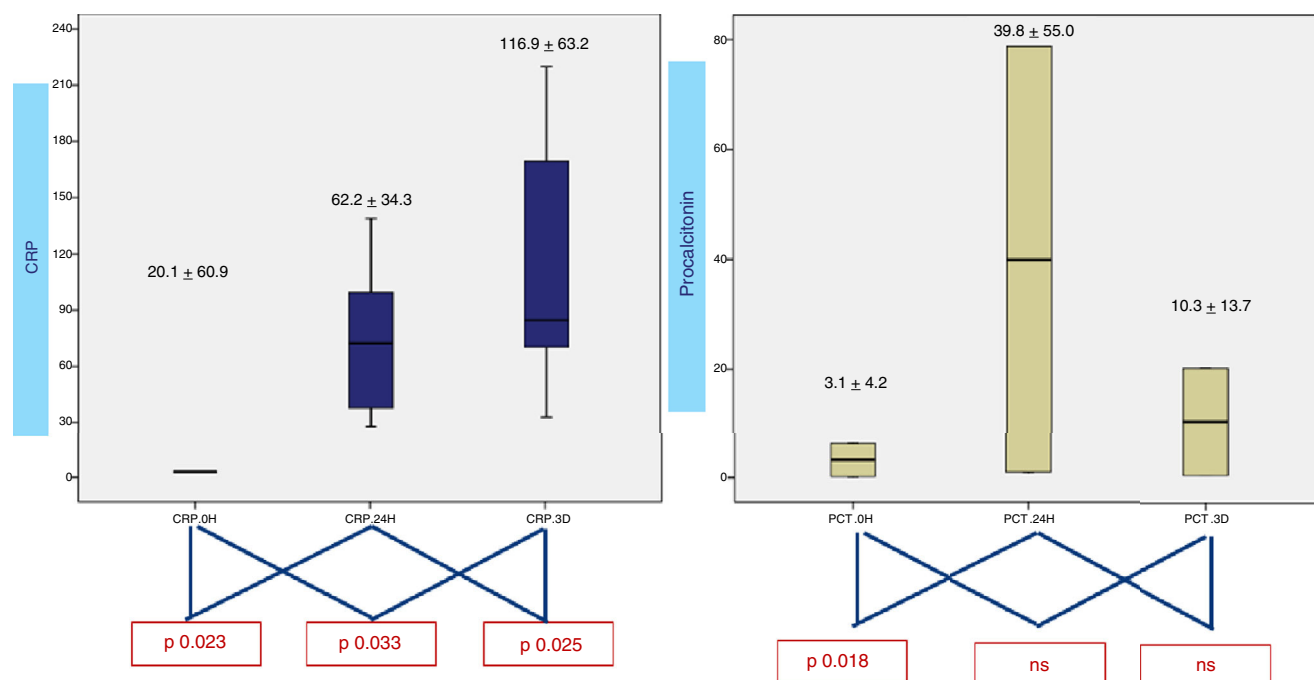 CRP
240
210
180
150
120
90
60
30
0
20.1 ± 60.9
62.2 ± 34.3
116.9 ± 63.2
CRP.0H
CRP.24H
CRP.3D
p 0.023
p 0.033
p 0.025
Procalcitonin
80
60
40
20
0
3.1 ± 4.2
39.8 ± 55.0
10.3 ± 13.7
PCT.0H
PCT.24H
PCT.3D
p 0.018
ns
ns